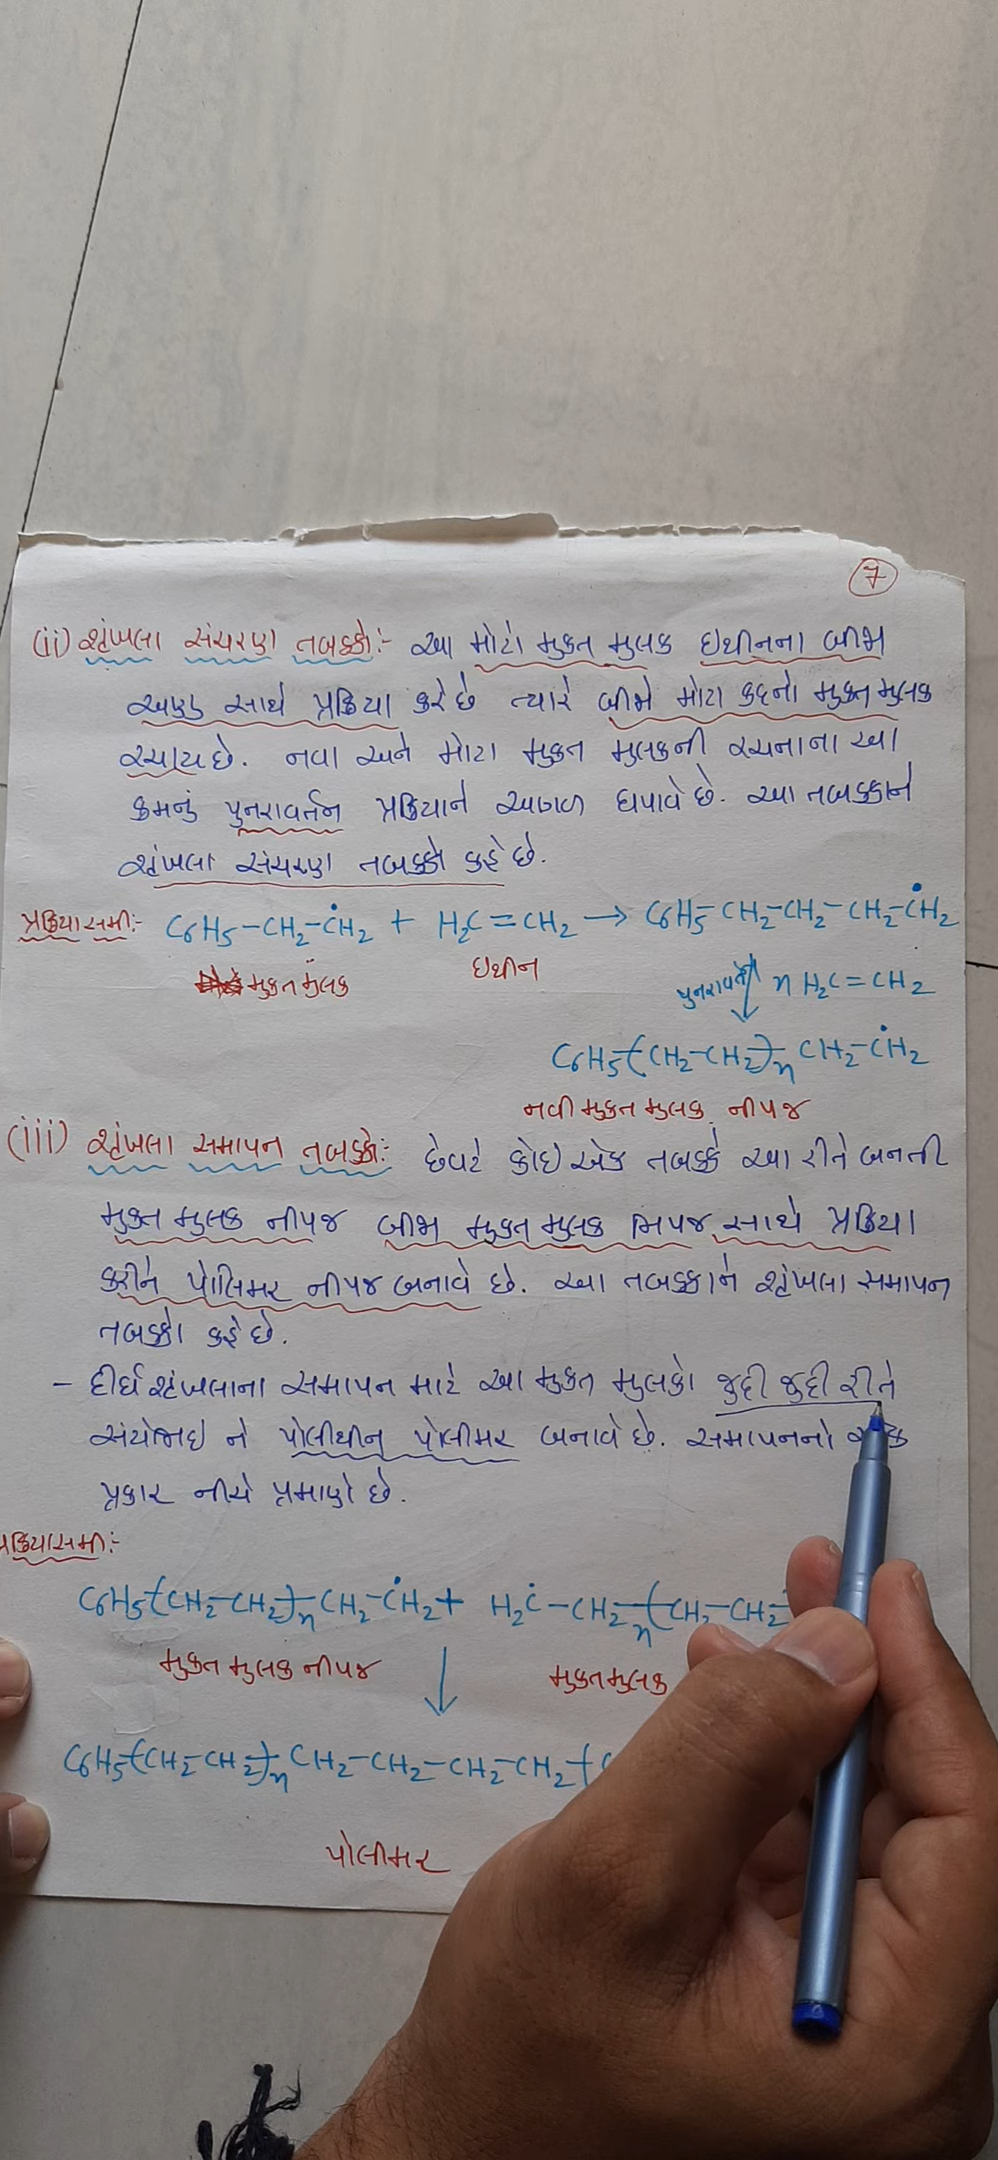 7
(ii) શૃંખલા સંચરણ તબક્કો:- આ મોટો મુક્ત મુલક ઇથીનના બીજા
અણુ સાથે પ્રક્રિયા કરે છે ત્યારે બીજો મોટા કદનો મુક્ત મુલક
રચાય છે. નવા અને મોટા મુક્ત મુલકની રચનાના આ
ક્રમનું પુનરાવર્તન પ્રક્રિયાને આગળ ધપાવે છે. આ તબક્કાને
શૃંખલા સંચરણ તબક્કો કહે છે.
પ્રક્રિયા સમી:- C6H5-CH2-ĊH2 + H2C=CH2 → C6H5-CH2-CH2-CH2-ĊH2
મુક્ત મુલક ઇથીન પુનરાવર્તન n H2C=CH2
↓
C6H5-(CH2-CH2)n CH2-ĊH2
નવી મુક્ત મુલક નીપજ
(iii) શૃંખલા સમાપન તબક્કો:- છેવટે કોઇ એક તબક્કે આ રીતે બનતી
મુક્ત મુલક નીપજ બીજા મુક્ત મુલક નિપજ સાથે પ્રક્રિયા
કરીને પોલિમર નીપજ બનાવે છે. આ તબક્કાને શૃંખલા સમાપન
તબક્કો કહે છે.
- દીર્ઘ શૃંખલાના સમાપન માટે આ મુક્ત મુલકો જુદી જુદી રીતે
સંયોજાઇ ને પોલીથીન પોલીમર બનાવે છે. સમાપનનો
પ્રકાર નીચે પ્રમાણે છે.
પ્રક્રિયા સમી:-
C6H5-(CH2-CH2)n-CH2-ĊH2 + H2Ċ-CH2-n(CH2-CH2-
મુક્ત મુલક નીપજ ↓ મુક્ત મુલક
C6H5-(CH2-CH2)n-CH2-CH2-CH2-CH2-(
પોલીમર